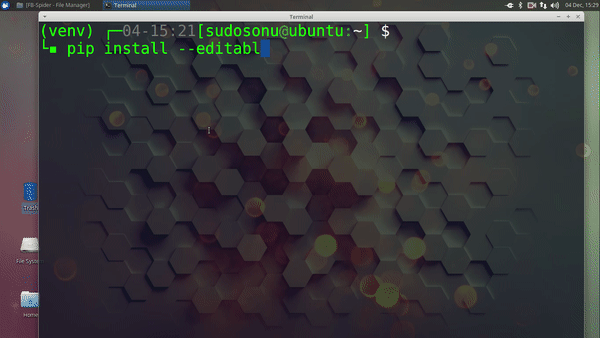 [FB-Spider - File Manager]
Terminal
04 Dec, 15:29
Terminal
(venv) ┌─04-15:21[sudosonu@ubuntu:~] $
└▪ pip install --editabl
Trash
File System
Home